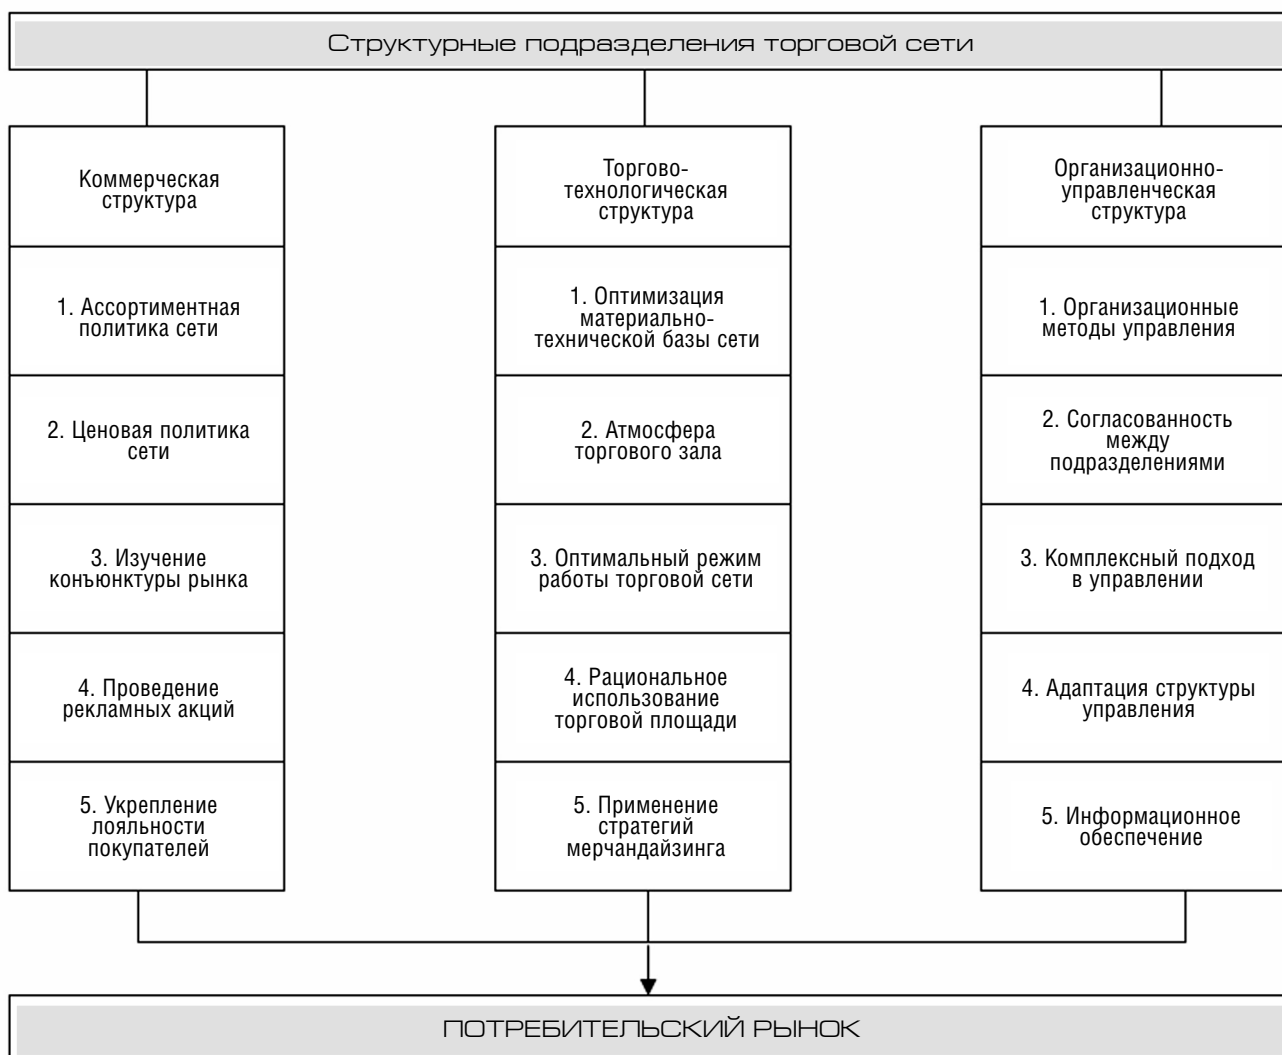 Структурные подразделения торговой сети
Коммерческая
структура
1. Ассортиментная
политика сети
2. Ценовая политика
сети
3. Изучение
конъюнктуры рынка
4. Проведение
рекламных акций
5. Укрепление
лояльности
покупателей
Торгово-
технологическая
структура
1. Оптимизация
материально-
технической базы сети
2. Атмосфера
торгового зала
3. Оптимальный режим
работы торговой сети
4. Рациональное
использование
торговой площади
5. Применение
стратегий
мерчандайзинга
Организационно-
управленческая
структура
1. Организационные
методы управления
2. Согласованность
между
подразделениями
3. Комплексный подход
в управлении
4. Адаптация структуры
управления
5. Информационное
обеспечение
ПОТРЕБИТЕЛЬСКИЙ РЫНОК